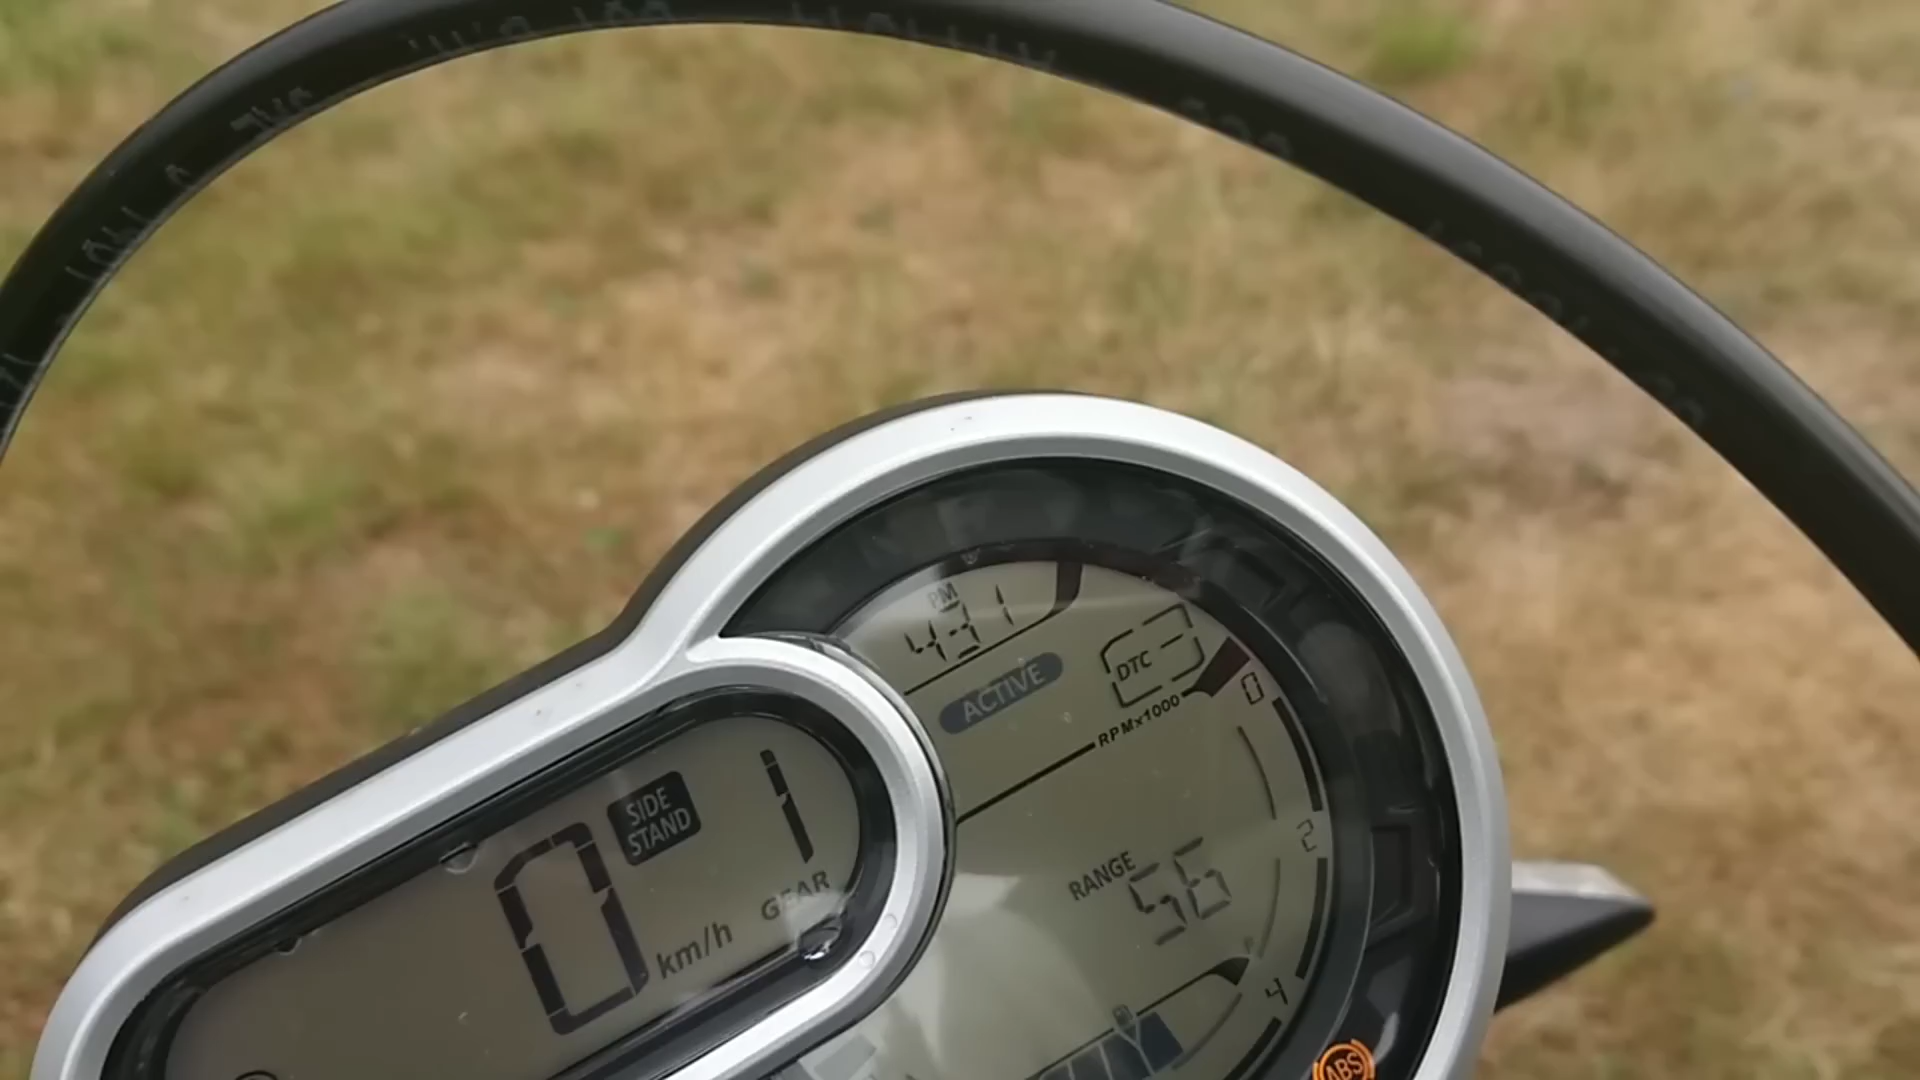 PM
4:31
ACTIVE
DTC
RPMx1000
0
SIDE
STAND
1
0
km/h
GEAR
2
RANGE
56
4
ABS